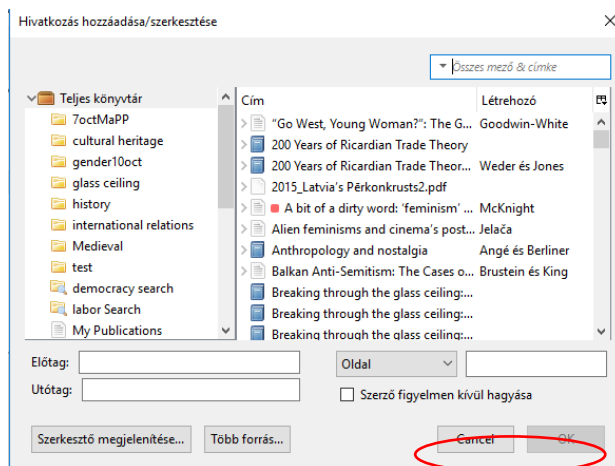 Hivatkozás hozzáadása/szerkesztése
Összes mező & címke
Teljes könyvtár
7octMaPP
cultural heritage
gender10oct
glass ceiling
history
international relations
Medieval
test
democracy search
labor Search
My Publications
Cím Létrehozó
"Go West, Young Woman?": The G... Goodwin-White
200 Years of Ricardian Trade Theory
200 Years of Ricardian Trade Theor... Weder és Jones
2015_Latvia's Pērkonkrusts2.pdf
A bit of a dirty word: 'feminism' ... McKnight
Alien feminisms and cinema's post... Jelača
Anthropology and nostalgia Angé és Berliner
Balkan Anti-Semitism: The Cases o... Brustein és King
Breaking through the glass ceiling:...
Breaking through the glass ceiling:...
Breaking through the glass ceiling:...
Előtag: Oldal
Utótag: Szerző figyelmen kívül hagyása
Szerkesztő megjelenítése... Több forrás... Cancel OK